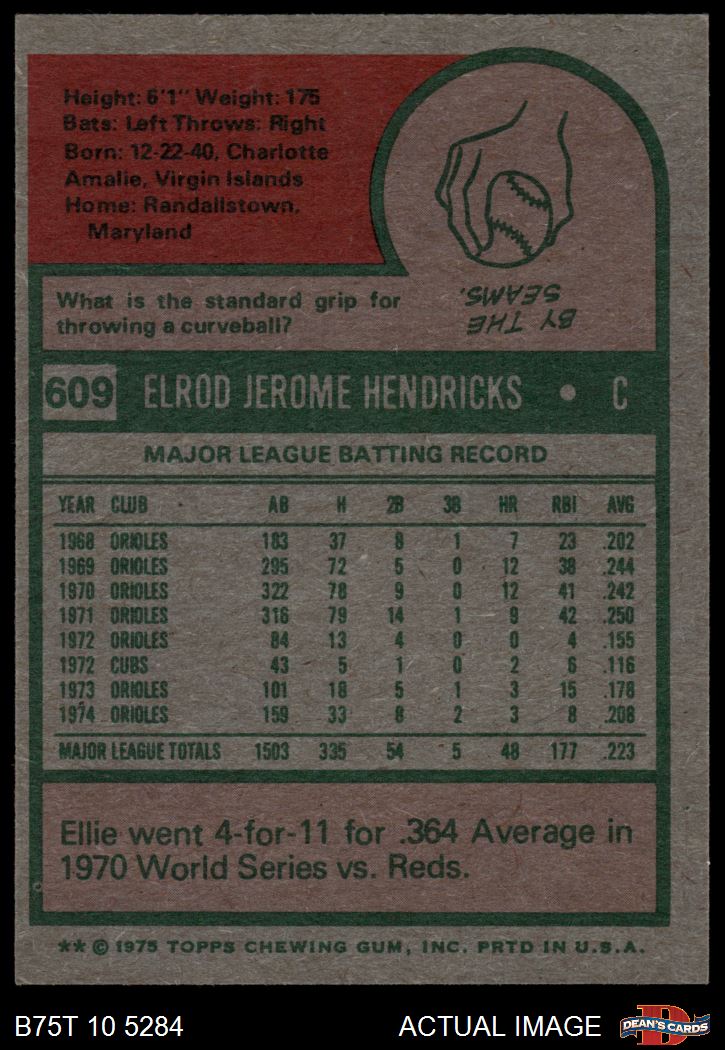 Height: 6'1" Weight: 175
Bats: Left Throws: Right
Born: 12-22-40, Charlotte
Amalie, Virgin Islands
Home: Randallstown,
Maryland
What is the standard grip for
throwing a curveball?
BY THE
SEAMS.
609 ELROD JEROME HENDRICKS • C
MAJOR LEAGUE BATTING RECORD
YEAR CLUB AB H 2B 3B HR RBI AVG
1968 ORIOLES 183 37 8 1 7 23 .202
1969 ORIOLES 295 72 5 0 12 38 .244
1970 ORIOLES 322 78 9 0 12 41 .242
1971 ORIOLES 316 79 14 1 9 42 .250
1972 ORIOLES 84 13 4 0 0 4 .155
1972 CUBS 43 5 1 0 2 6 .116
1973 ORIOLES 101 18 5 1 3 15 .178
1974 ORIOLES 159 33 8 2 3 8 .208
MAJOR LEAGUE TOTALS 1503 335 54 5 48 177 .223
Ellie went 4-for-11 for .364 Average in
1970 World Series vs. Reds.
** © 1975 TOPPS CHEWING GUM, INC. PRTD IN U.S.A.
B75T 10 5284 ACTUAL IMAGE D DEAN'S CARDS